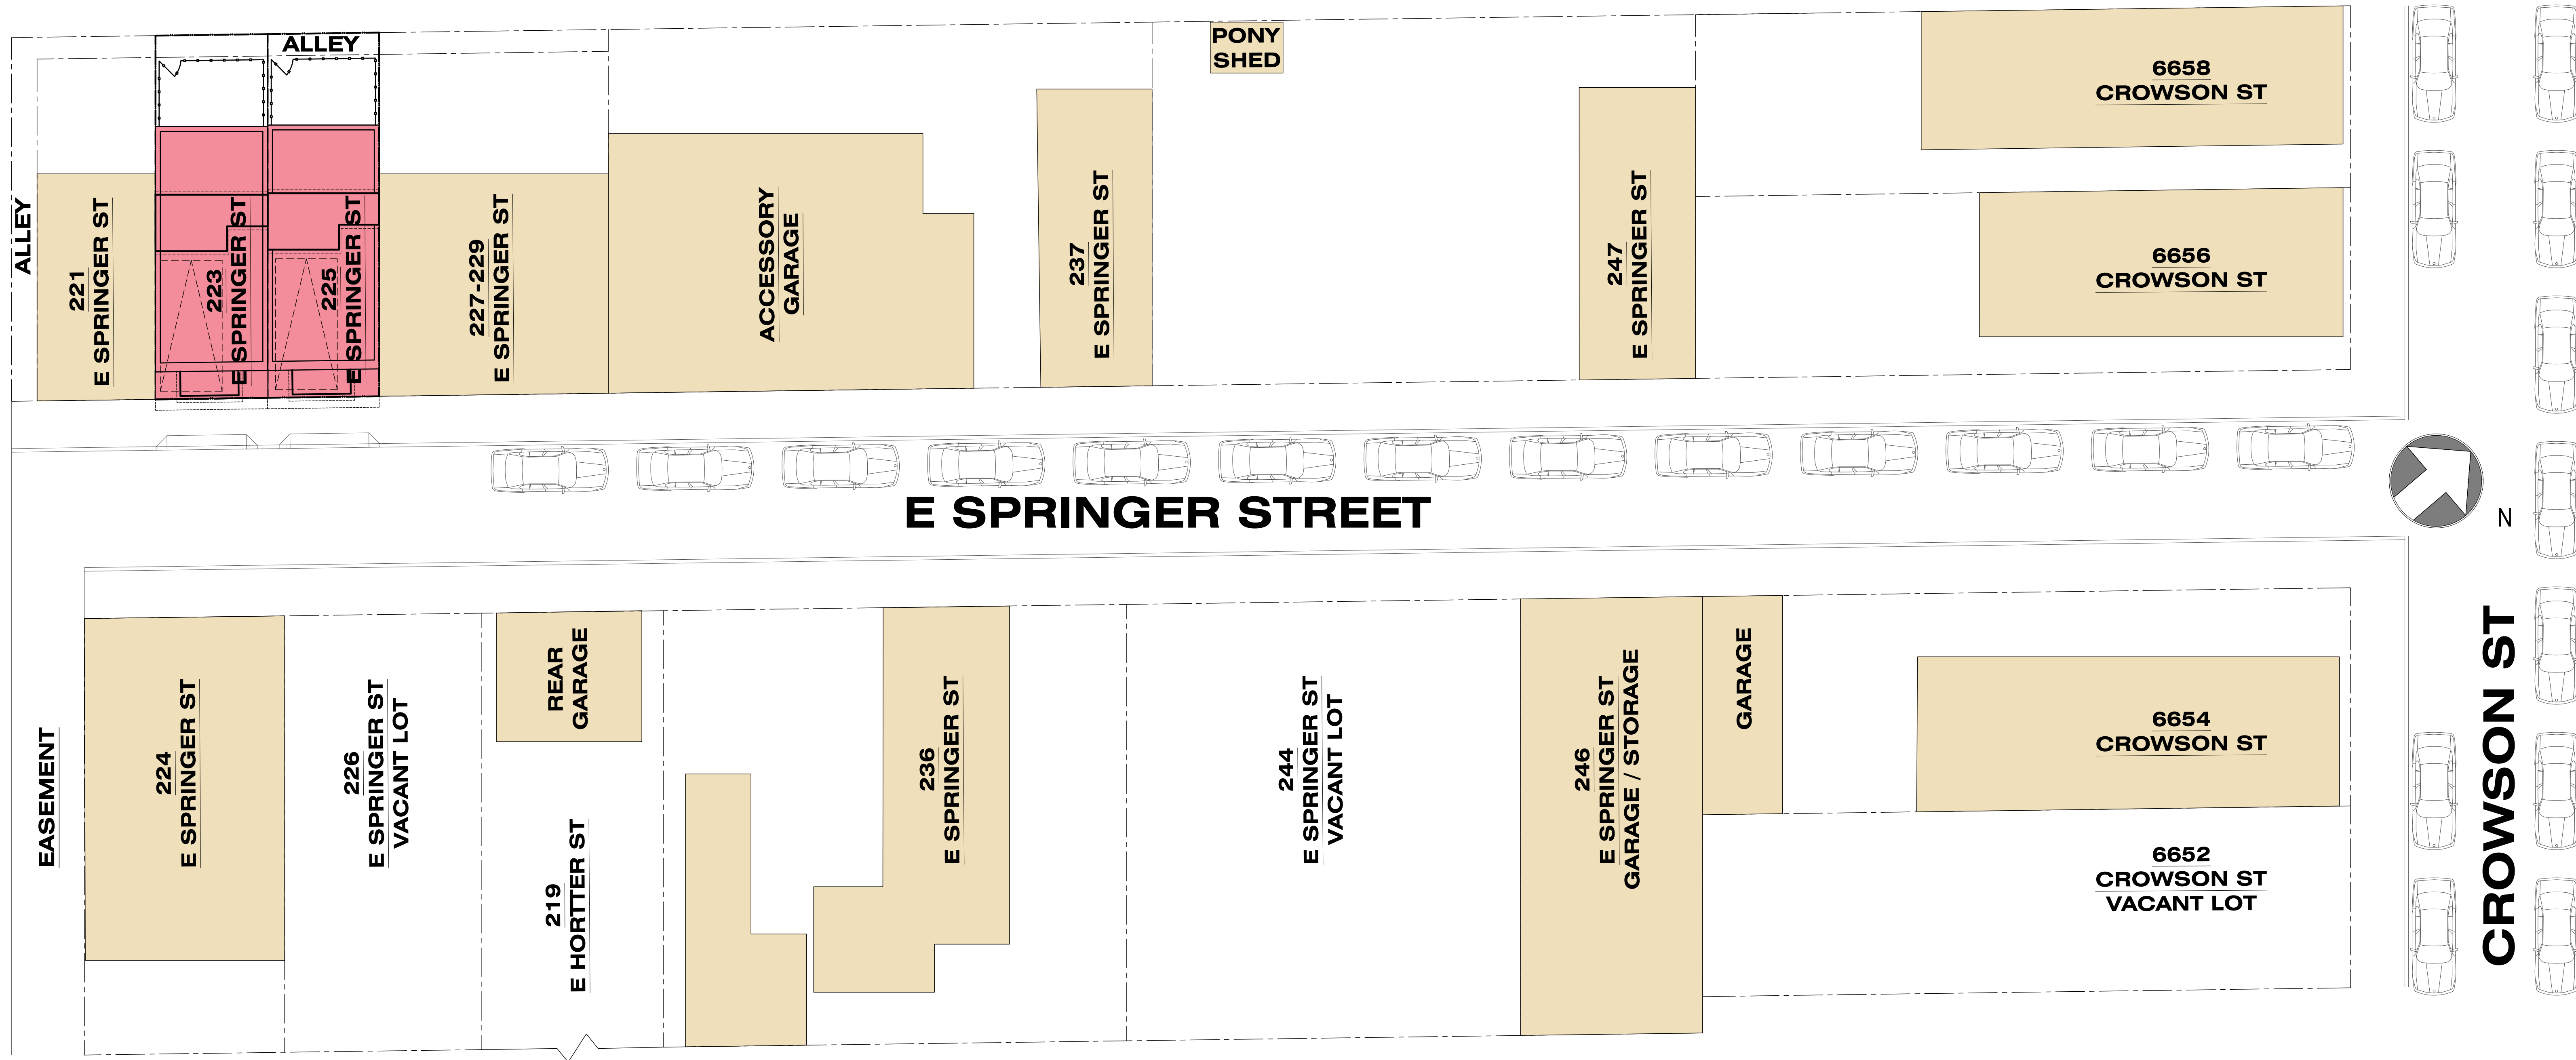 ALLEY
PONY
SHED
6658
CROWSON ST
ALLEY
221
E SPRINGER ST
223
E SPRINGER ST
225
E SPRINGER ST
227-229
E SPRINGER ST
ACCESSORY
GARAGE
237
E SPRINGER ST
247
E SPRINGER ST
6656
CROWSON ST
E SPRINGER STREET
N
EASEMENT
224
E SPRINGER ST
226
E SPRINGER ST
VACANT LOT
REAR
GARAGE
219
E HORTTER ST
236
E SPRINGER ST
244
E SPRINGER ST
VACANT LOT
246
E SPRINGER ST
GARAGE / STORAGE
GARAGE
6654
CROWSON ST
6652
CROWSON ST
VACANT LOT
CROWSON ST